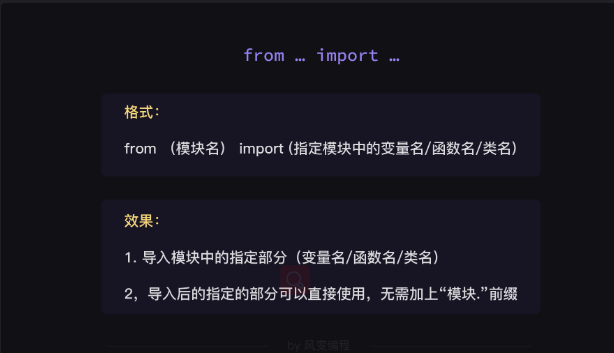 from … import …
格式：
from （模块名） import (指定模块中的变量名/函数名/类名)
效果：
1. 导入模块中的指定部分（变量名/函数名/类名）
2，导入后的指定的部分可以直接使用，无需加上“模块.”前缀
by 风变编程